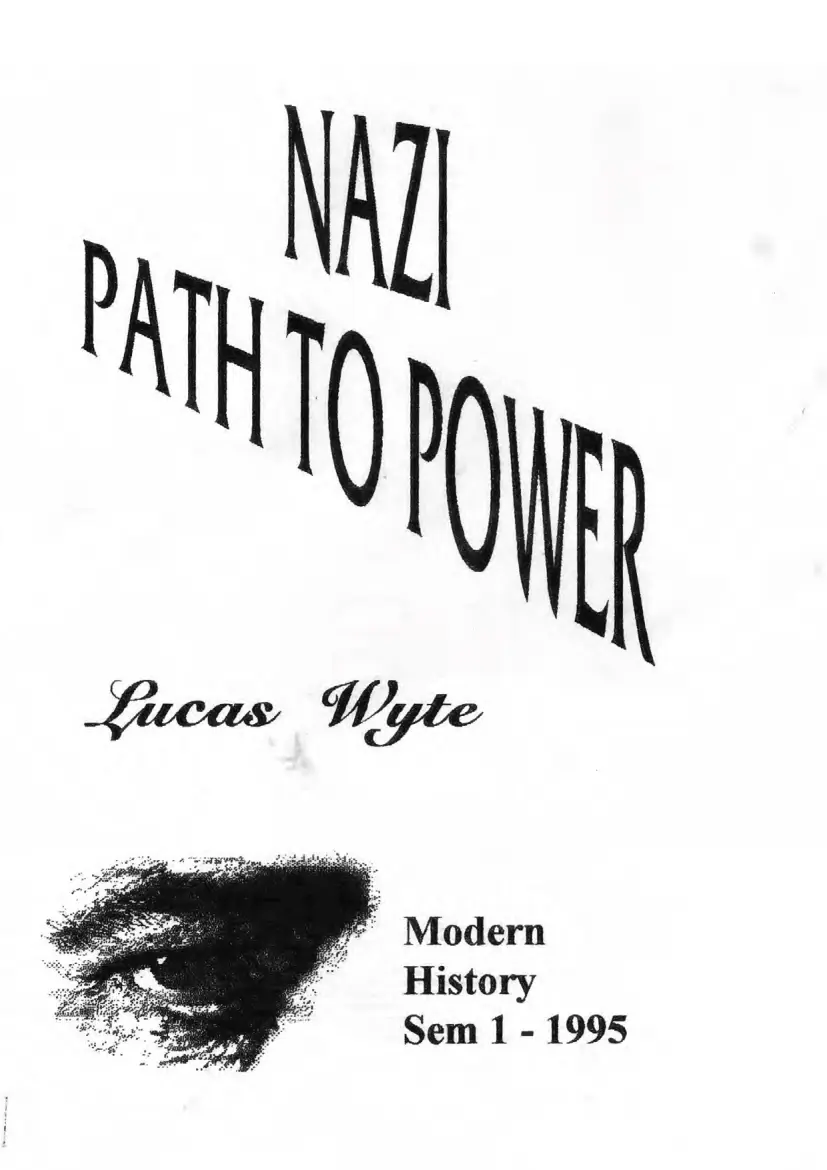 NAZI
PATH TO POWER
Lucas Wyte
Modern
History
Sem 1 - 1995